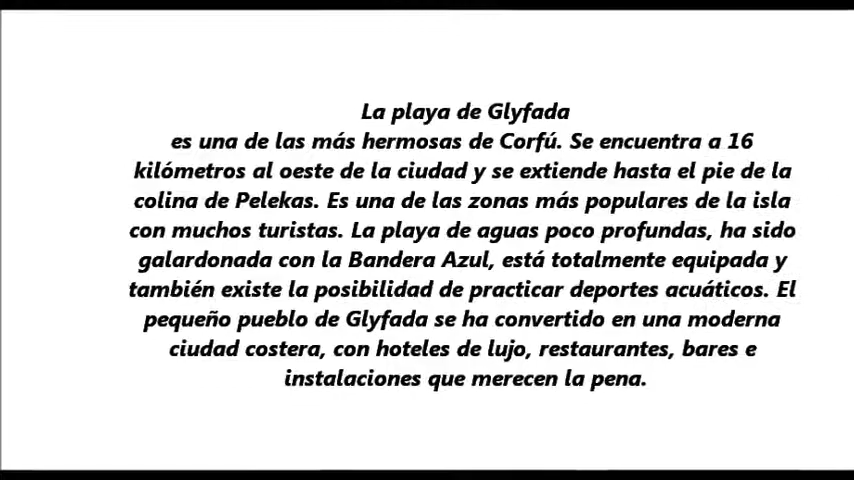 La playa de Glyfada
es una de las más hermosas de Corfú. Se encuentra a 16
kilómetros al oeste de la ciudad y se extiende hasta el pie de la
colina de Pelekas. Es una de las zonas más populares de la isla
con muchos turistas. La playa de aguas poco profundas, ha sido
galardonada con la Bandera Azul, está totalmente equipada y
también existe la posibilidad de practicar deportes acuáticos. El
pequeño pueblo de Glyfada se ha convertido en una moderna
ciudad costera, con hoteles de lujo, restaurantes, bares e
instalaciones que merecen la pena.